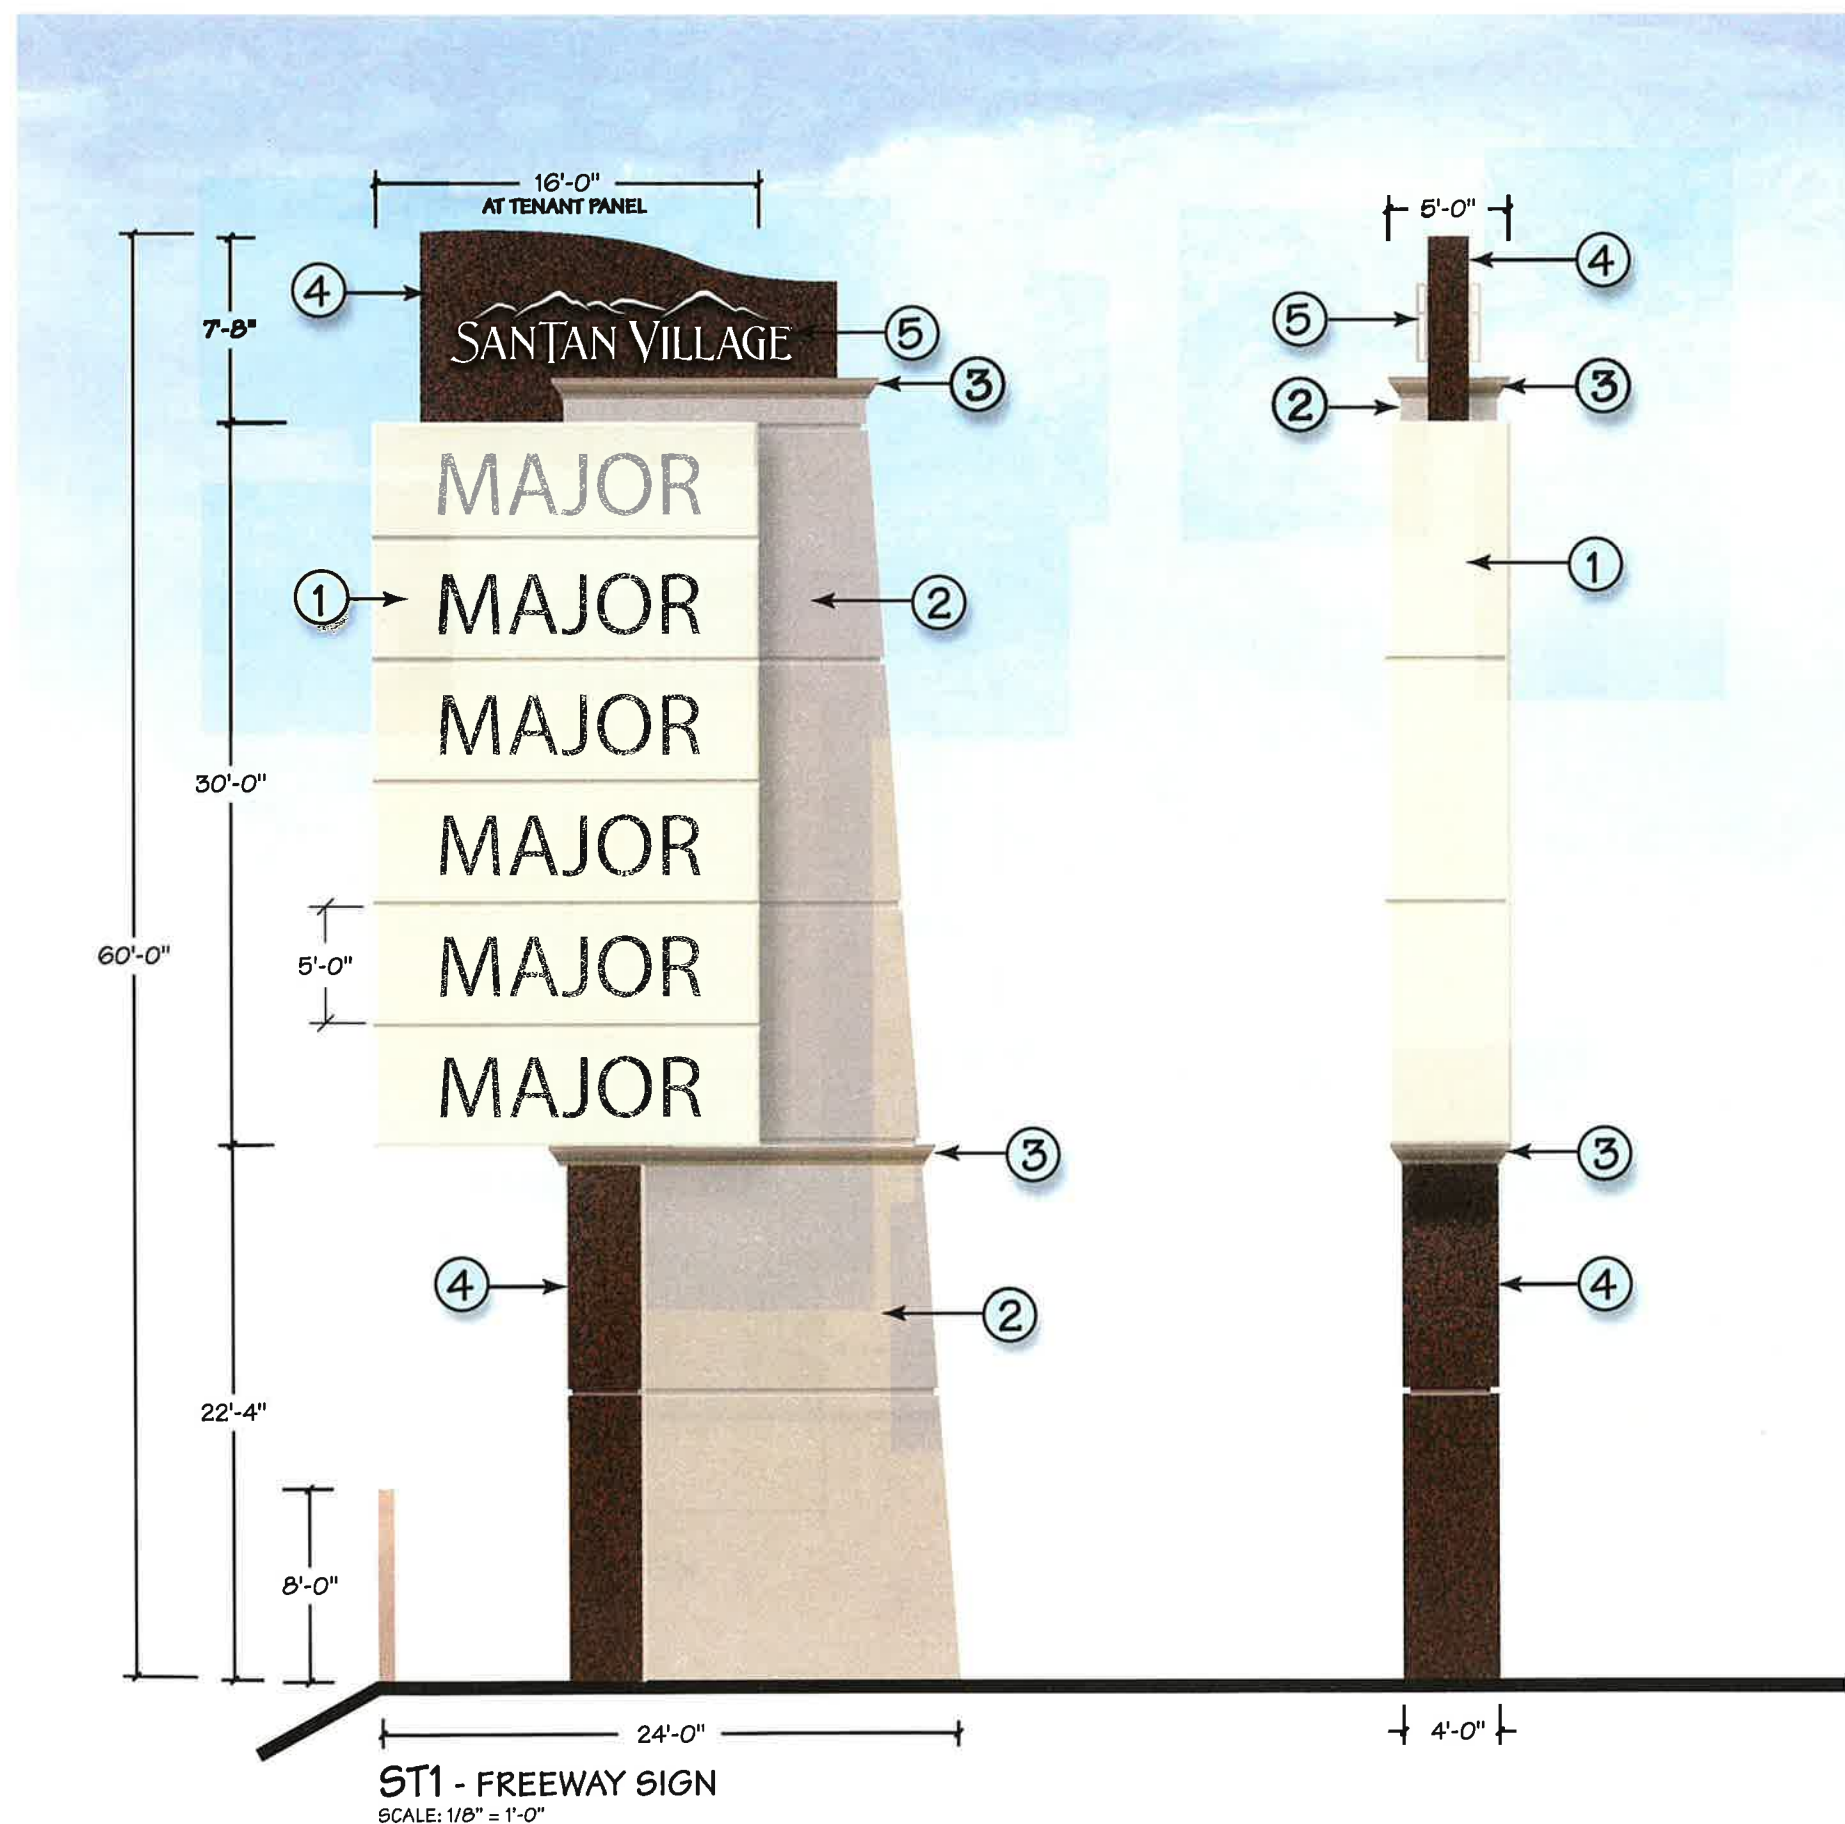 16'-0"
AT TENANT PANEL
5'-0"
4
4
7'-8"
SANTAN VILLAGE
5
5
3
3
2
MAJOR
1
1
MAJOR
2
MAJOR
30'-0"
MAJOR
60'-0"
5'-0"
MAJOR
MAJOR
3
3
4
4
2
22'-4"
8'-0"
24'-0"
4'-0"
ST1 - FREEWAY SIGN
SCALE: 1/8" = 1'-0"